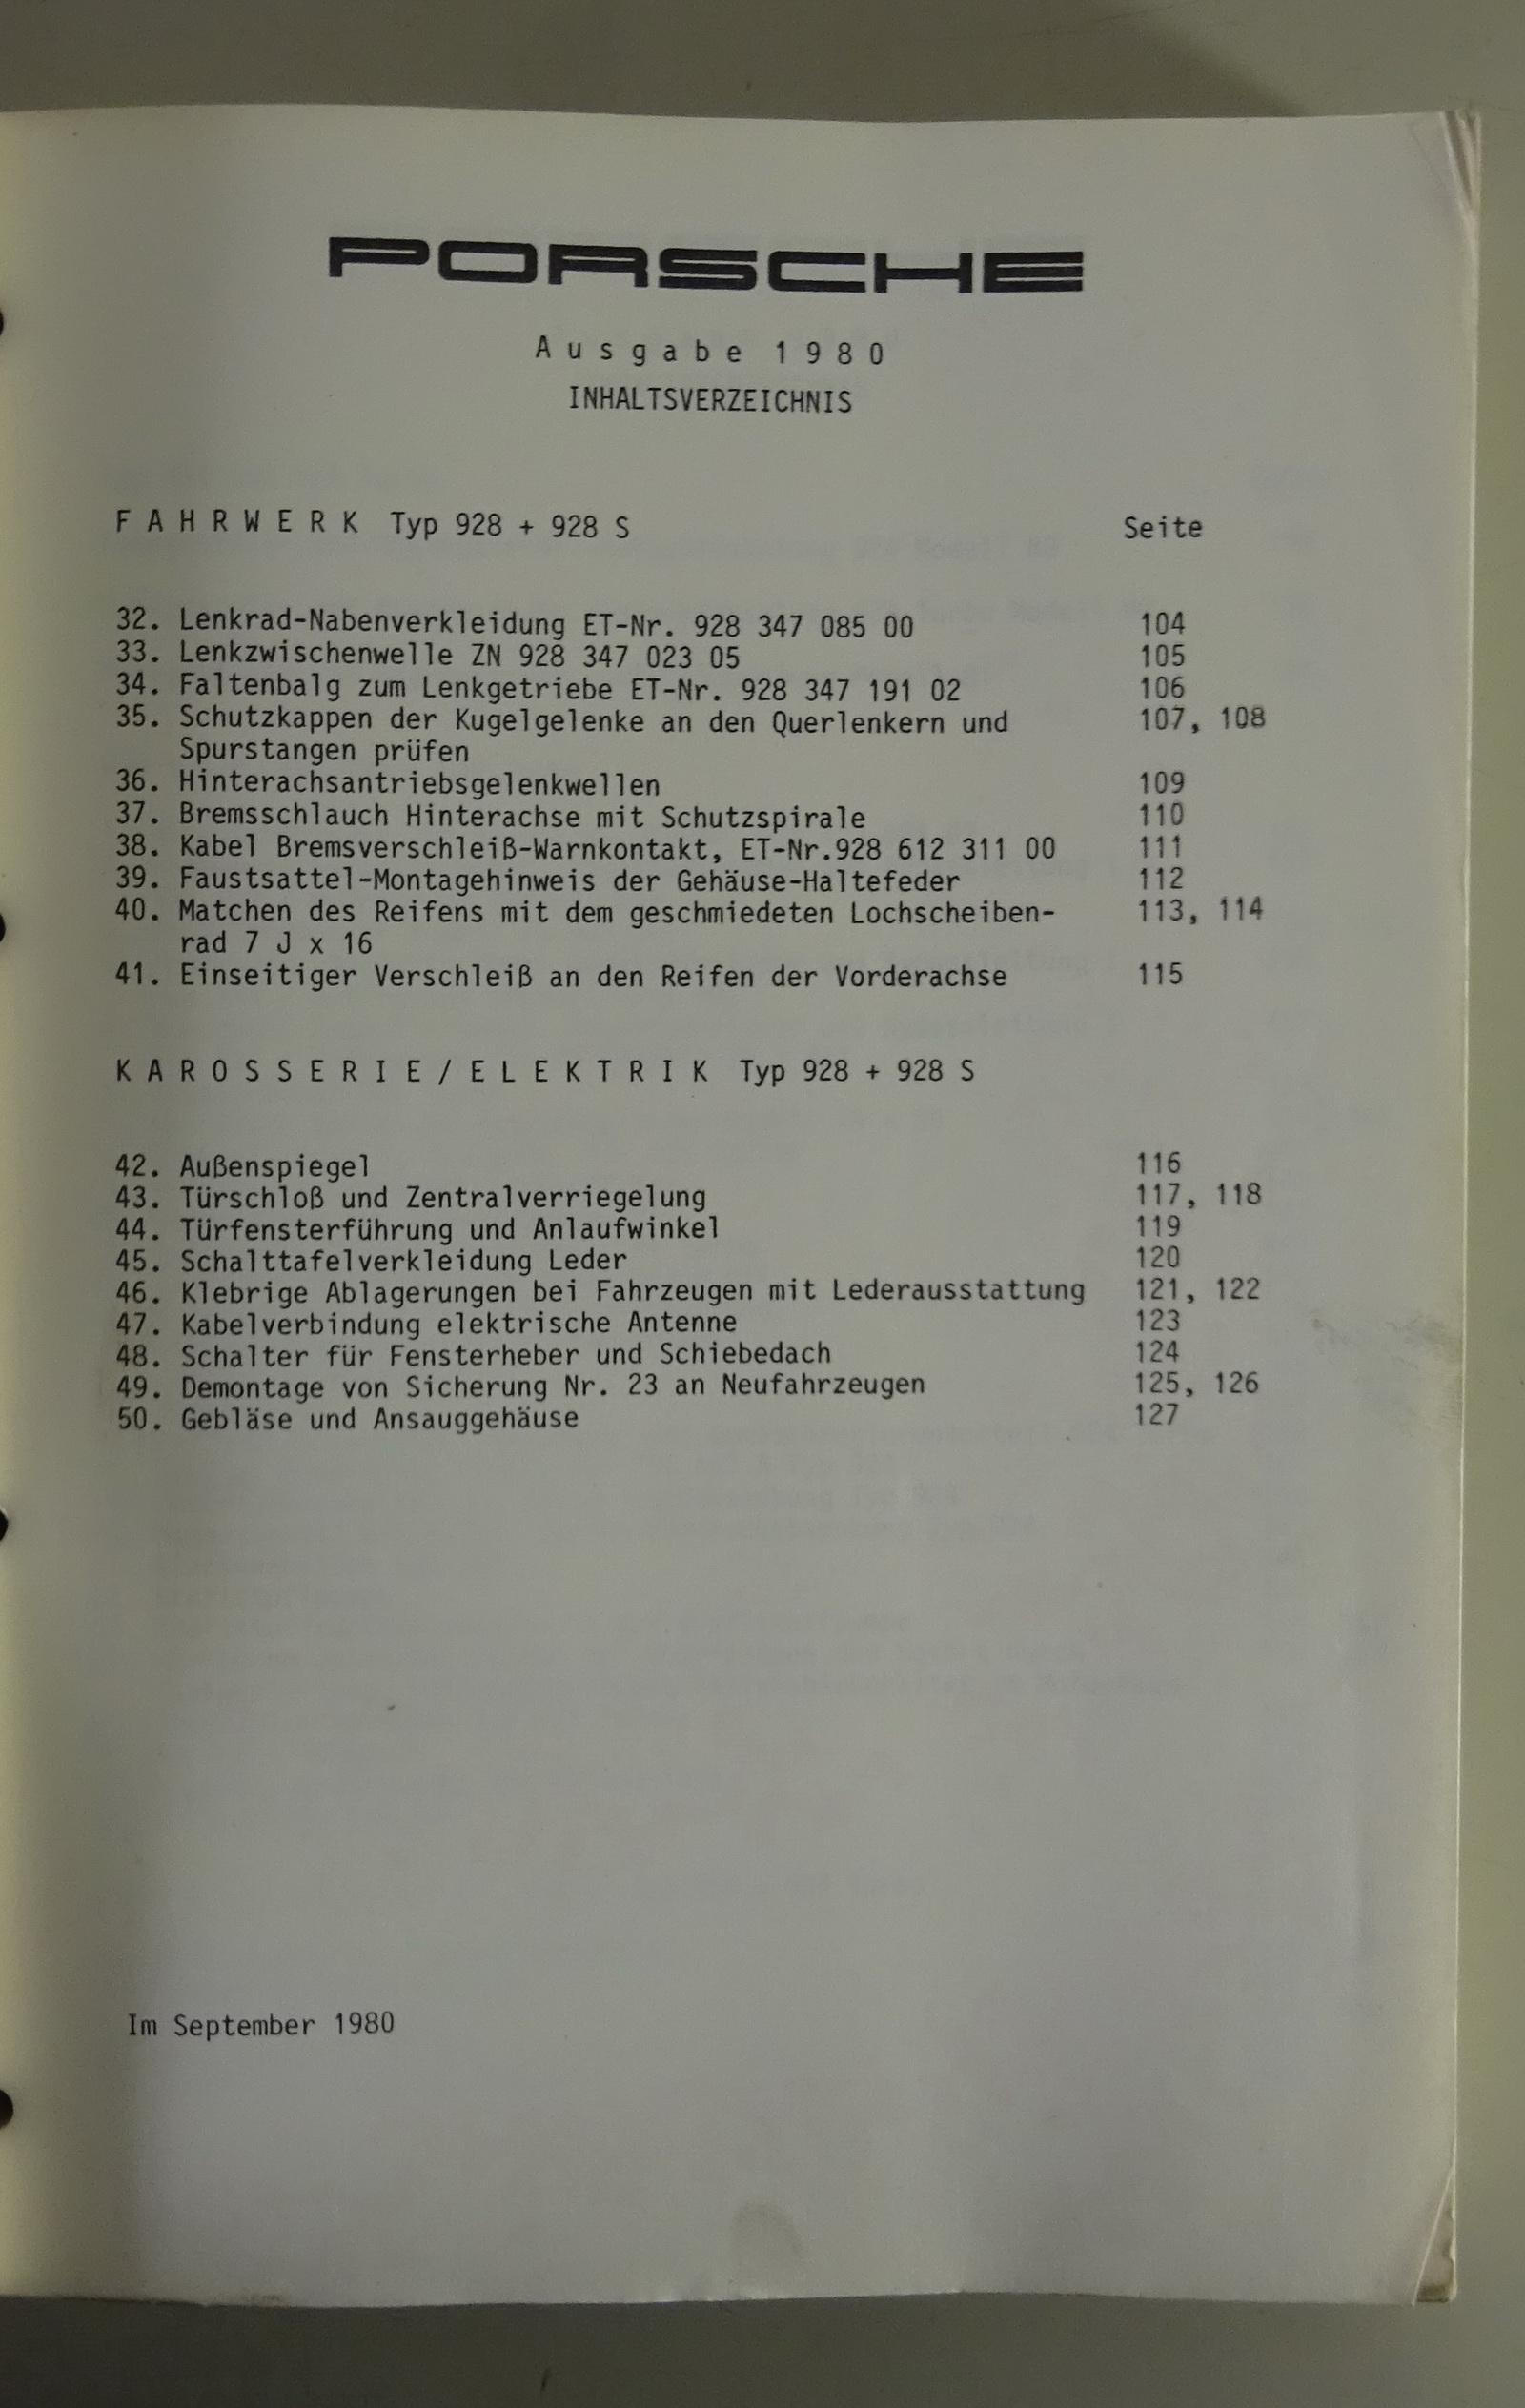 PORSCHE
Ausgabe 1980
INHALTSVERZEICHNIS
FAHRWERK Typ 928 + 928 S Seite
32. Lenkrad-Nabenverkleidung ET-Nr. 928 347 085 00 104
33. Lenkzwischenwelle ZN 928 347 023 05 105
34. Faltenbalg zum Lenkgetriebe ET-Nr. 928 347 191 02 106
35. Schutzkappen der Kugelgelenke an den Querlenkern und 107, 108
Spurstangen prüfen
36. Hinterachsantriebsgelenkwellen 109
37. Bremsschlauch Hinterachse mit Schutzspirale 110
38. Kabel Bremsverschleiß-Warnkontakt, ET-Nr.928 612 311 00 111
39. Faustsattel-Montagehinweis der Gehäuse-Haltefeder 112
40. Matchen des Reifens mit dem geschmiedeten Lochscheiben- 113, 114
rad 7 J x 16
41. Einseitiger Verschleiß an den Reifen der Vorderachse 115
KAROSSERIE/ELEKTRIK Typ 928 + 928 S
42. Außenspiegel 116
43. Türschloß und Zentralverriegelung 117, 118
44. Türfensterführung und Anlaufwinkel 119
45. Schalttafelverkleidung Leder 120
46. Klebrige Ablagerungen bei Fahrzeugen mit Lederausstattung 121, 122
47. Kabelverbindung elektrische Antenne 123
48. Schalter für Fensterheber und Schiebedach 124
49. Demontage von Sicherung Nr. 23 an Neufahrzeugen 125, 126
50. Gebläse und Ansauggehäuse 127
Im September 1980